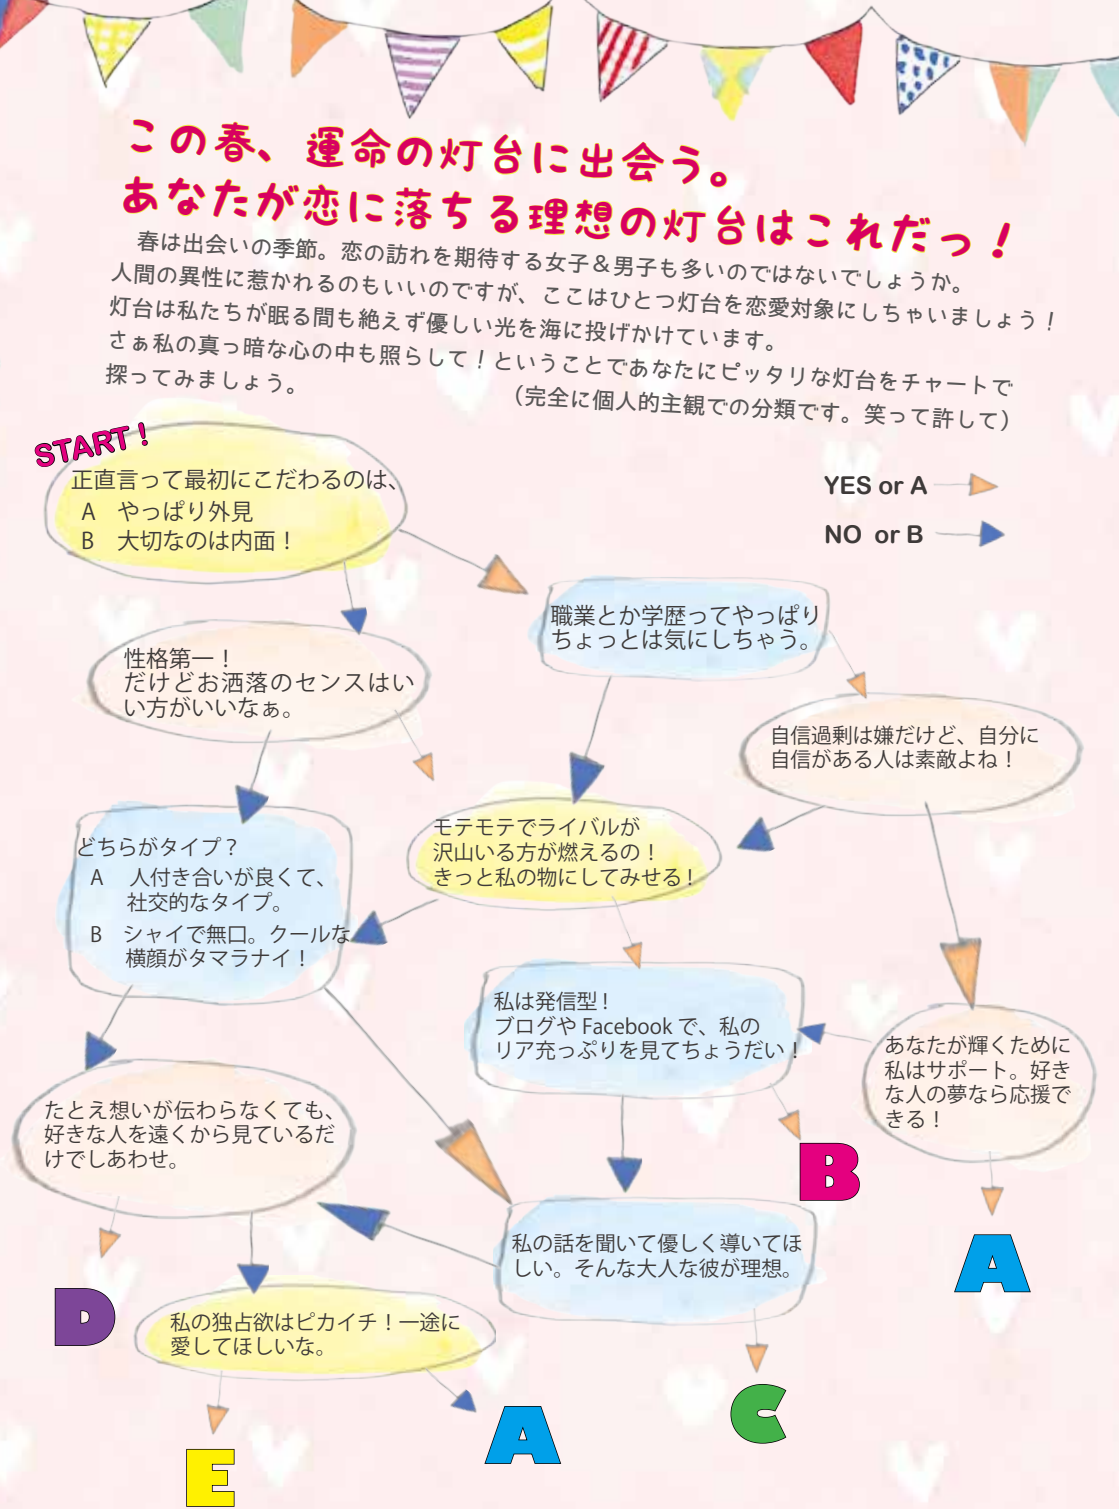 この春、運命の灯台に出会う。
あなたが恋に落ちる理想の灯台はこれだっ！
春は出会いの季節。恋の訪れを期待する女子＆男子も多いのではないでしょうか。
人間の異性に惹かれるのもいいのですが、ここはひとつ灯台を恋愛対象にしちゃいましょう！
灯台は私たちが眠る間も絶えず優しい光を海に投げかけています。
さぁ私の真っ暗な心の中も照らして！ということであなたにピッタリな灯台をチャートで
探ってみましょう。　（完全に個人的主観での分類です。笑って許して）
START！
正直言って最初にこだわるのは、
A　やっぱり外見
B　大切なのは内面！
YES or A
NO or B
職業とか学歴ってやっぱり
ちょっとは気にしちゃう。
性格第一！
だけどお洒落のセンスはい
い方がいいなぁ。
自信過剰は嫌だけど、自分に
自信がある人は素敵よね！
モテモテでライバルが
沢山いる方が燃えるの！
きっと私の物にしてみせる！
どちらがタイプ？
A　人付き合いが良くて、
社交的なタイプ。
B　シャイで無口。クールな
横顔がタマラナイ！
私は発信型！
ブログや Facebook で、私の
リア充っぷりを見てちょうだい！
あなたが輝くために
私はサポート。好き
な人の夢なら応援で
きる！
たとえ想いが伝わらなくても、
好きな人を遠くから見ているだ
けでしあわせ。
B
私の話を聞いて優しく導いてほ
しい。そんな大人な彼が理想。
A
D
私の独占欲はピカイチ！一途に
愛してほしいな。
C
A
E